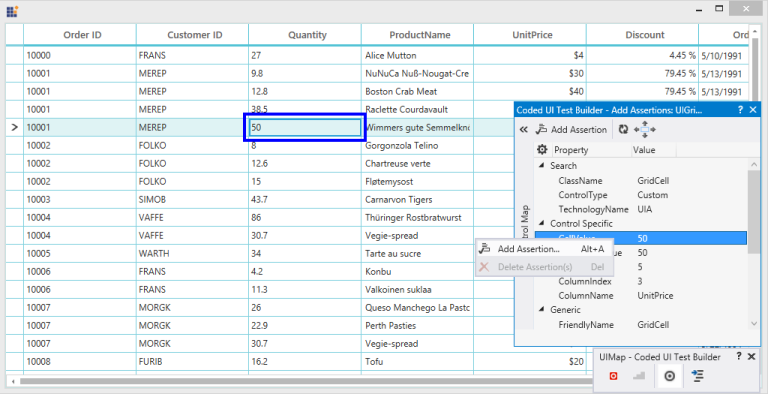 Order ID Customer ID Quantity ProductName UnitPrice Discount Ord
10000 FRANS 27 Alice Mutton $4 4.45 % 5/10/1991
10001 MEREP 9.8 NuNuCa Nuß-Nougat-Cre $30 79.45 % 5/13/1991
10001 MEREP 12.8 Boston Crab Meat $40 79.45 % 5/13/1991
10001 MEREP 38.5 Raclette Courdavault
10001 MEREP 50 Wimmers gute Semmelkno
10002 FOLKO 8 Gorgonzola Telino
10002 FOLKO 12.6 Chartreuse verte
10002 FOLKO 15 Fløtemysost
10003 SIMOB 43.7 Carnarvon Tigers
10004 VAFFE 86 Thüringer Rostbratwurst
10004 VAFFE 30.7 Vegie-spread
10005 WARTH 34 Tarte au sucre
10006 FRANS 4.2 Konbu
10006 FRANS 11.3 Valkoinen suklaa
10007 MORGK 26 Queso Manchego La Pasto
10007 MORGK 22.9 Perth Pasties
10007 MORGK 30.7 Vegie-spread
10008 FURIB 16.2 Tofu $20
Coded UI Test Builder - Add Assertions: UIGri... ? X
Add Assertion
Property Value
Search
ClassName GridCell
ControlType Custom
TechnologyName UIA
Control Specific
CellValue 50
ue 50
5
ColumnIndex 3
ColumnName UnitPrice
Generic
FriendlyName GridCell
trol Map
Add Assertion... Alt+A
Delete Assertion(s) Del
UIMap - Coded UI Test Builder ? X